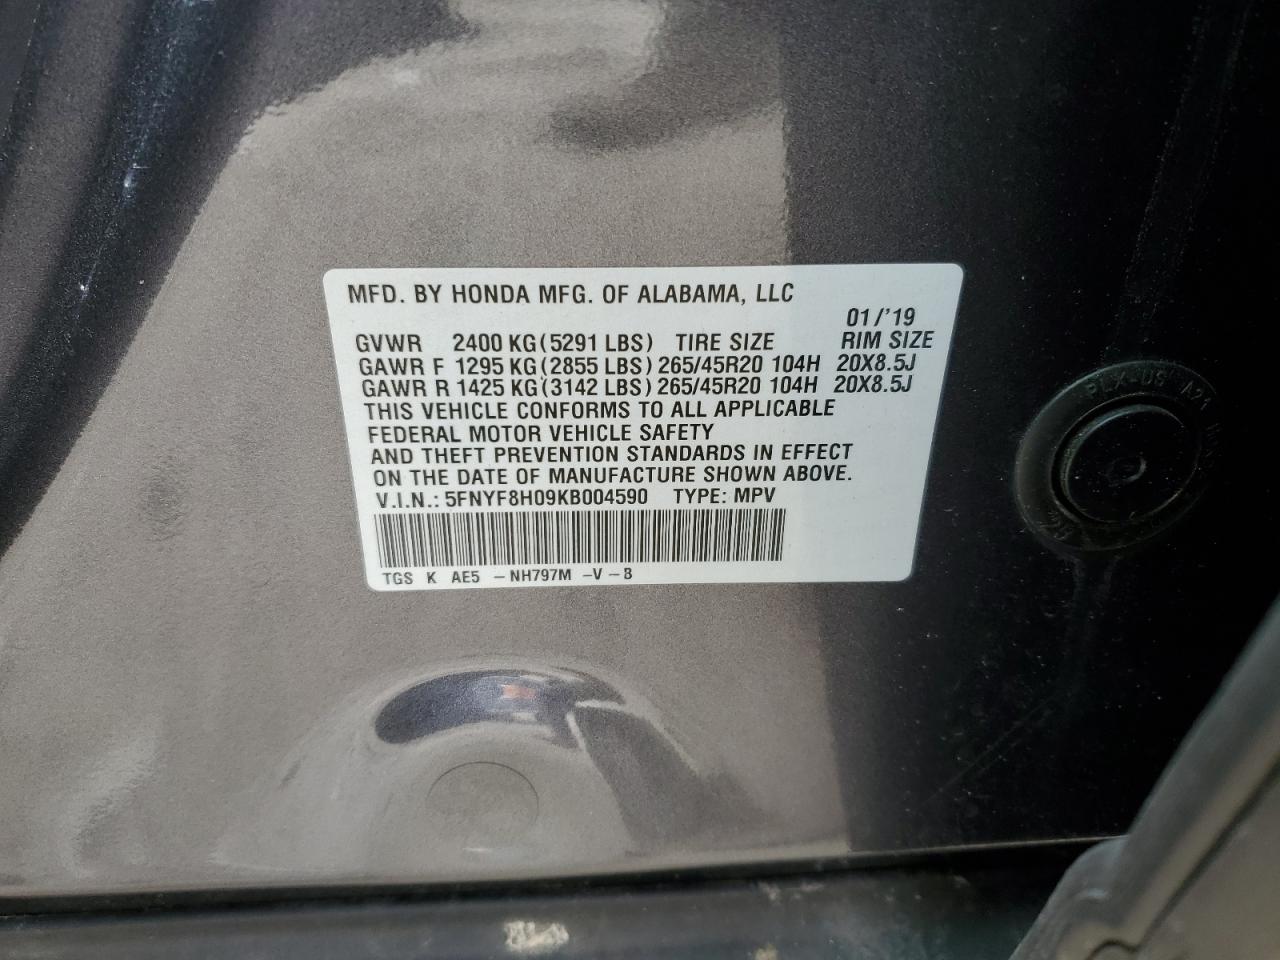 MFD. BY HONDA MFG. OF ALABAMA, LLC
01/'19
GVWR 2400 KG (5291 LBS) TIRE SIZE RIM SIZE
GAWR F 1295 KG (2855 LBS) 265/45R20 104H 20X8.5J
GAWR R 1425 KG (3142 LBS) 265/45R20 104H 20X8.5J
THIS VEHICLE CONFORMS TO ALL APPLICABLE
FEDERAL MOTOR VEHICLE SAFETY
AND THEFT PREVENTION STANDARDS IN EFFECT
ON THE DATE OF MANUFACTURE SHOWN ABOVE.
V.I.N.: 5FNYF8H09KB004590 TYPE: MPV
TGS K AE5 -NH797M -V-B